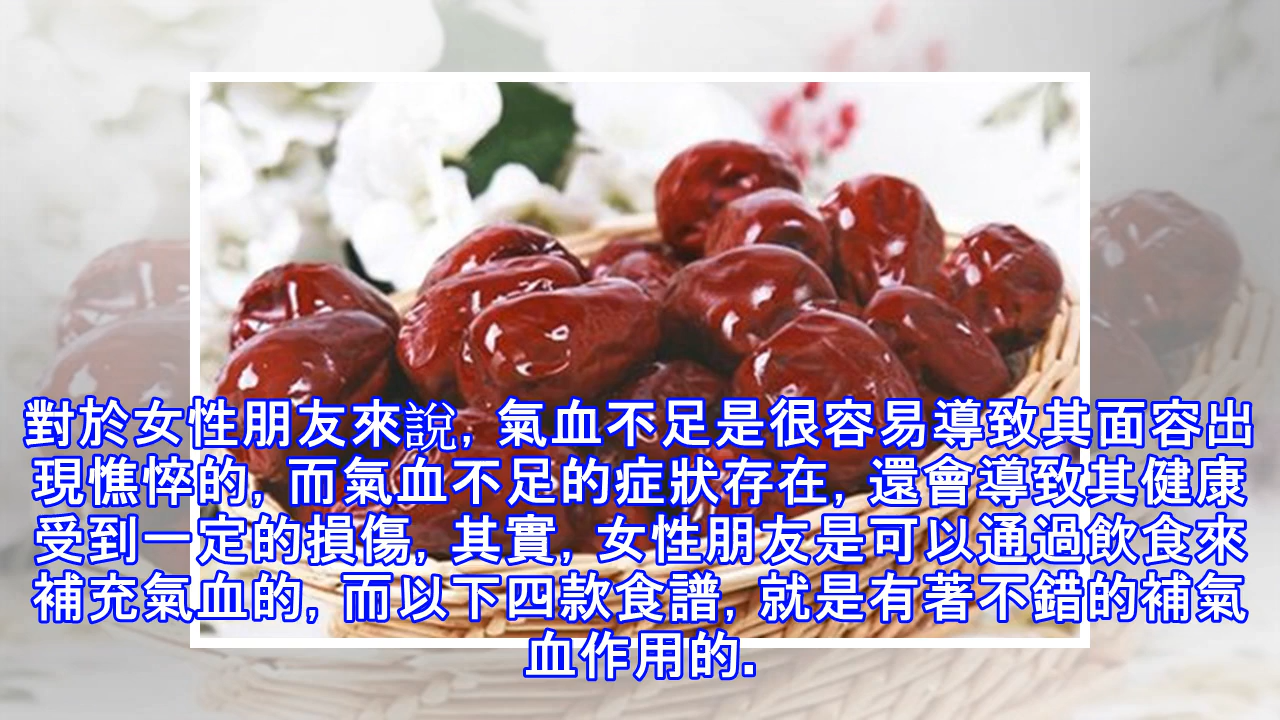 對於女性朋友來說, 氣血不足是很容易導致其面容出
現憔悴的, 而氣血不足的症狀存在, 還會導致其健康
受到一定的損傷, 其實, 女性朋友是可以通過飲食來
補充氣血的, 而以下四款食譜, 就是有著不錯的補氣
血作用的.